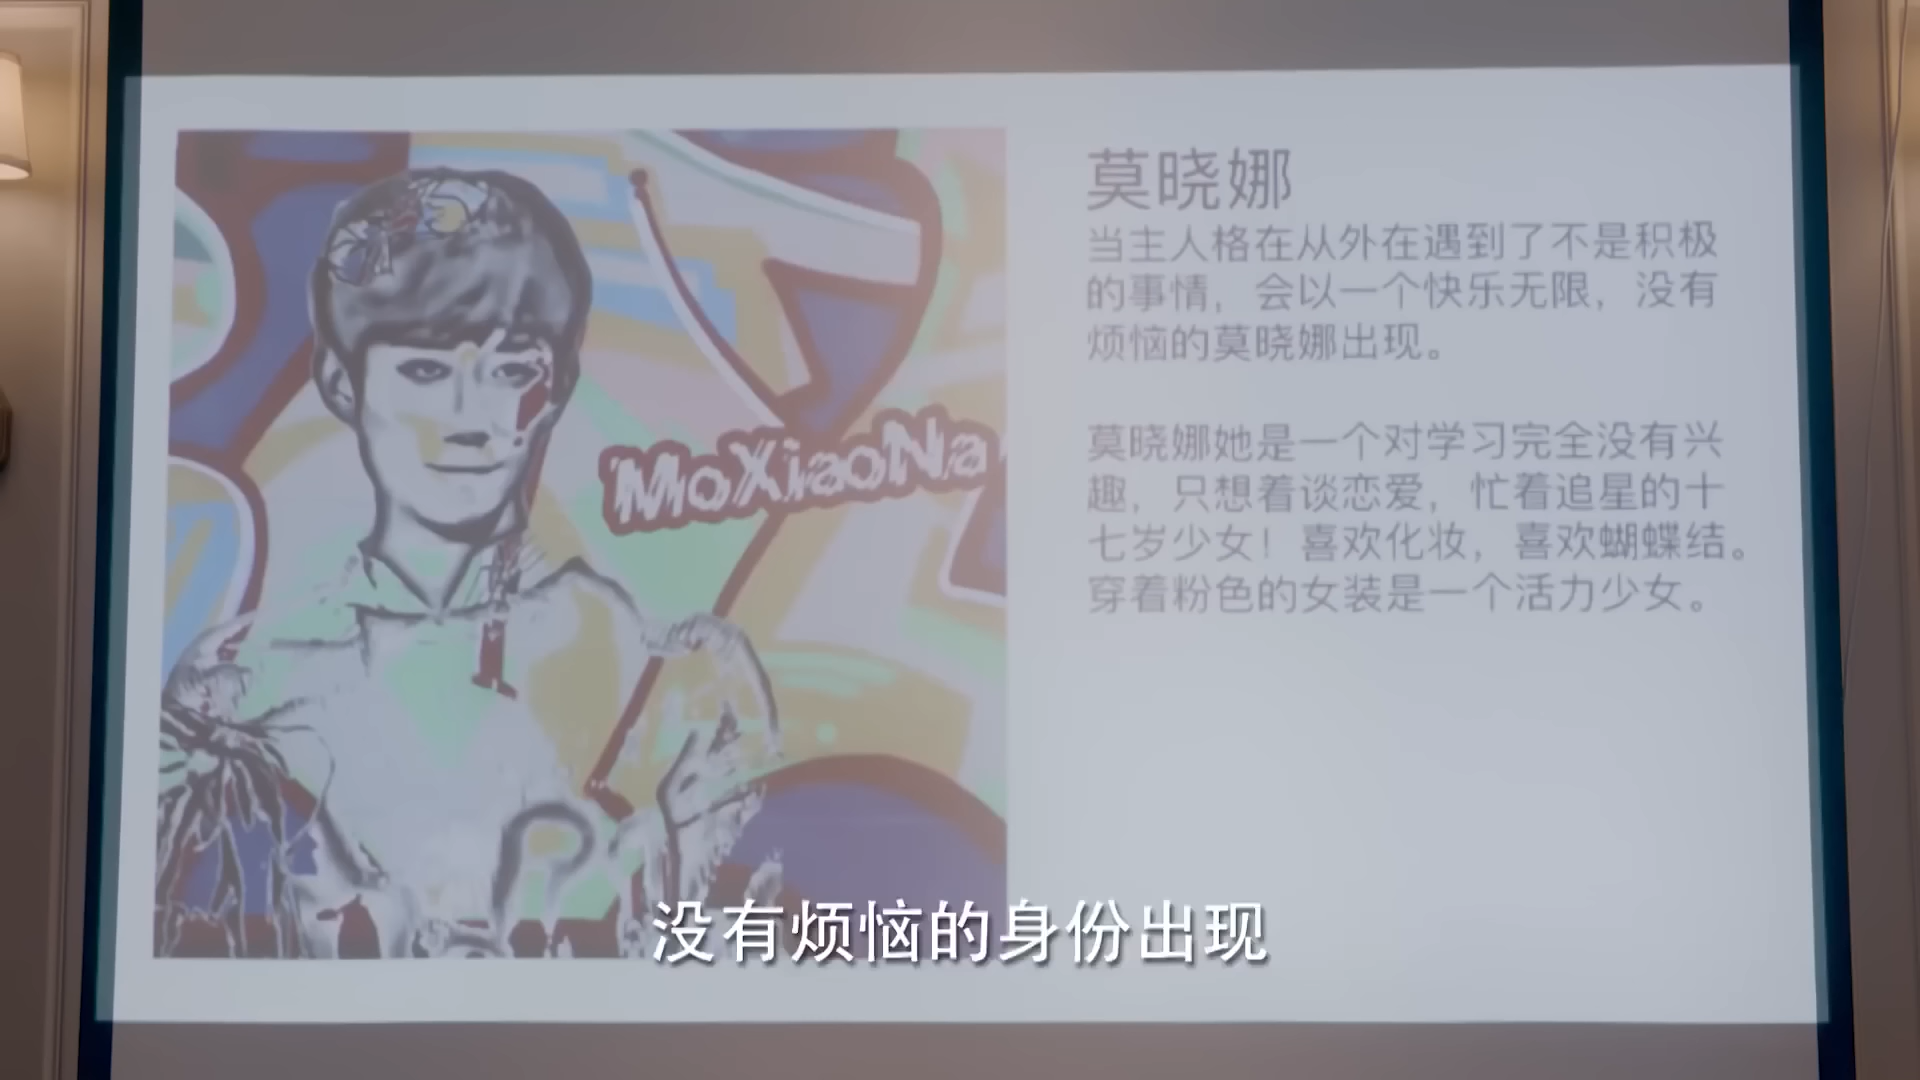 莫晓娜
当主人格在从外在遇到了不是积极
的事情，会以一个快乐无限，没有
烦恼的莫晓娜出现。
莫晓娜她是一个对学习完全没有兴
趣，只想着谈恋爱，忙着追星的十
七岁少女！喜欢化妆，喜欢蝴蝶结。
穿着粉色的女装是一个活力少女。
MoXiaoNa
没有烦恼的身份出现